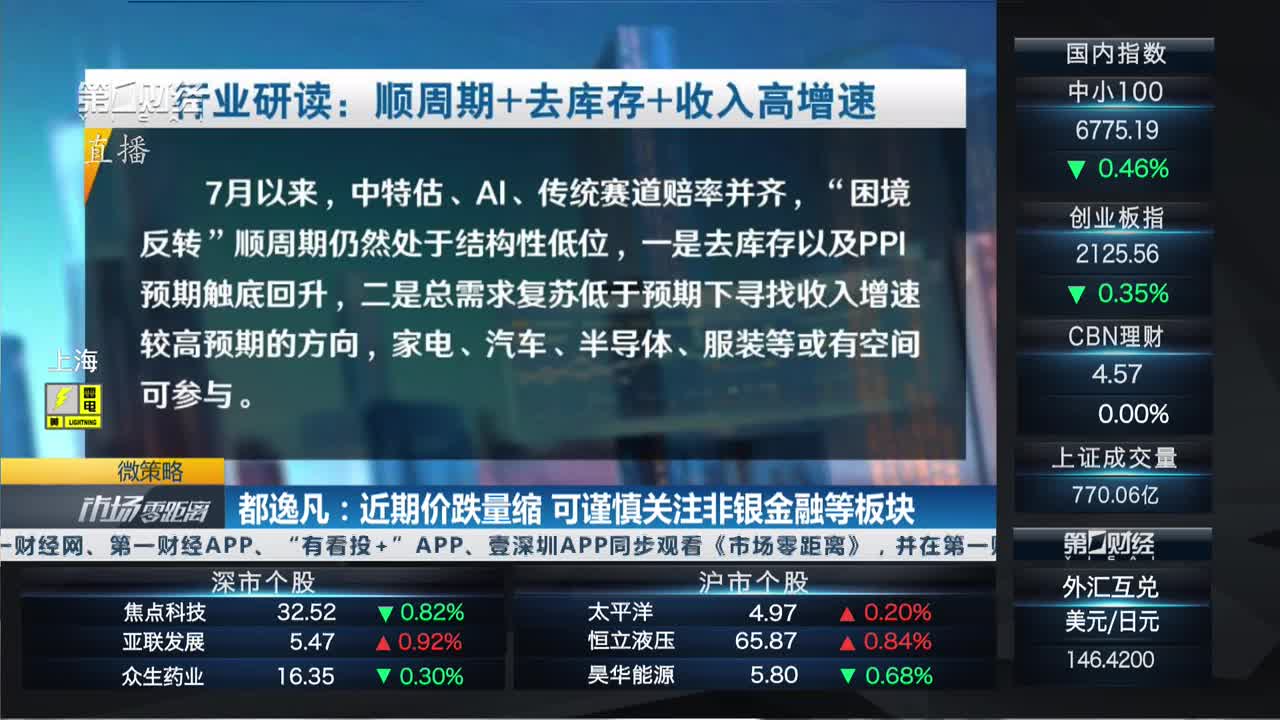 第一财经
YICAI
行业研读：顺周期+去库存+收入高增速
直播
7月以来，中特估、AI、传统赛道赔率并齐，“困境
反转”顺周期仍然处于结构性低位，一是去库存以及PPI
预期触底回升，二是总需求复苏低于预期下寻找收入增速
较高预期的方向，家电、汽车、半导体、服装等或有空间
可参与。
上海
雷电
黄 LIGHTNING
微策略
市场零距离
都逸凡：近期价跌量缩 可谨慎关注非银金融等板块
一财经网、第一财经APP、“有看投+”APP、壹深圳APP同步观看《市场零距离》，并在第一
深市个股
焦点科技 32.52 ▼0.82%
亚联发展 5.47 ▲0.92%
众生药业 16.35 ▼0.30%
沪市个股
太平洋 4.97 ▲0.20%
恒立液压 65.87 ▲0.84%
昊华能源 5.80 ▼0.68%
国内指数
中小100
6775.19
▼ 0.46%
创业板指
2125.56
▼ 0.35%
CBN理财
4.57
0.00%
上证成交量
770.06亿
第一财经
YICAI
外汇互兑
美元/日元
146.4200